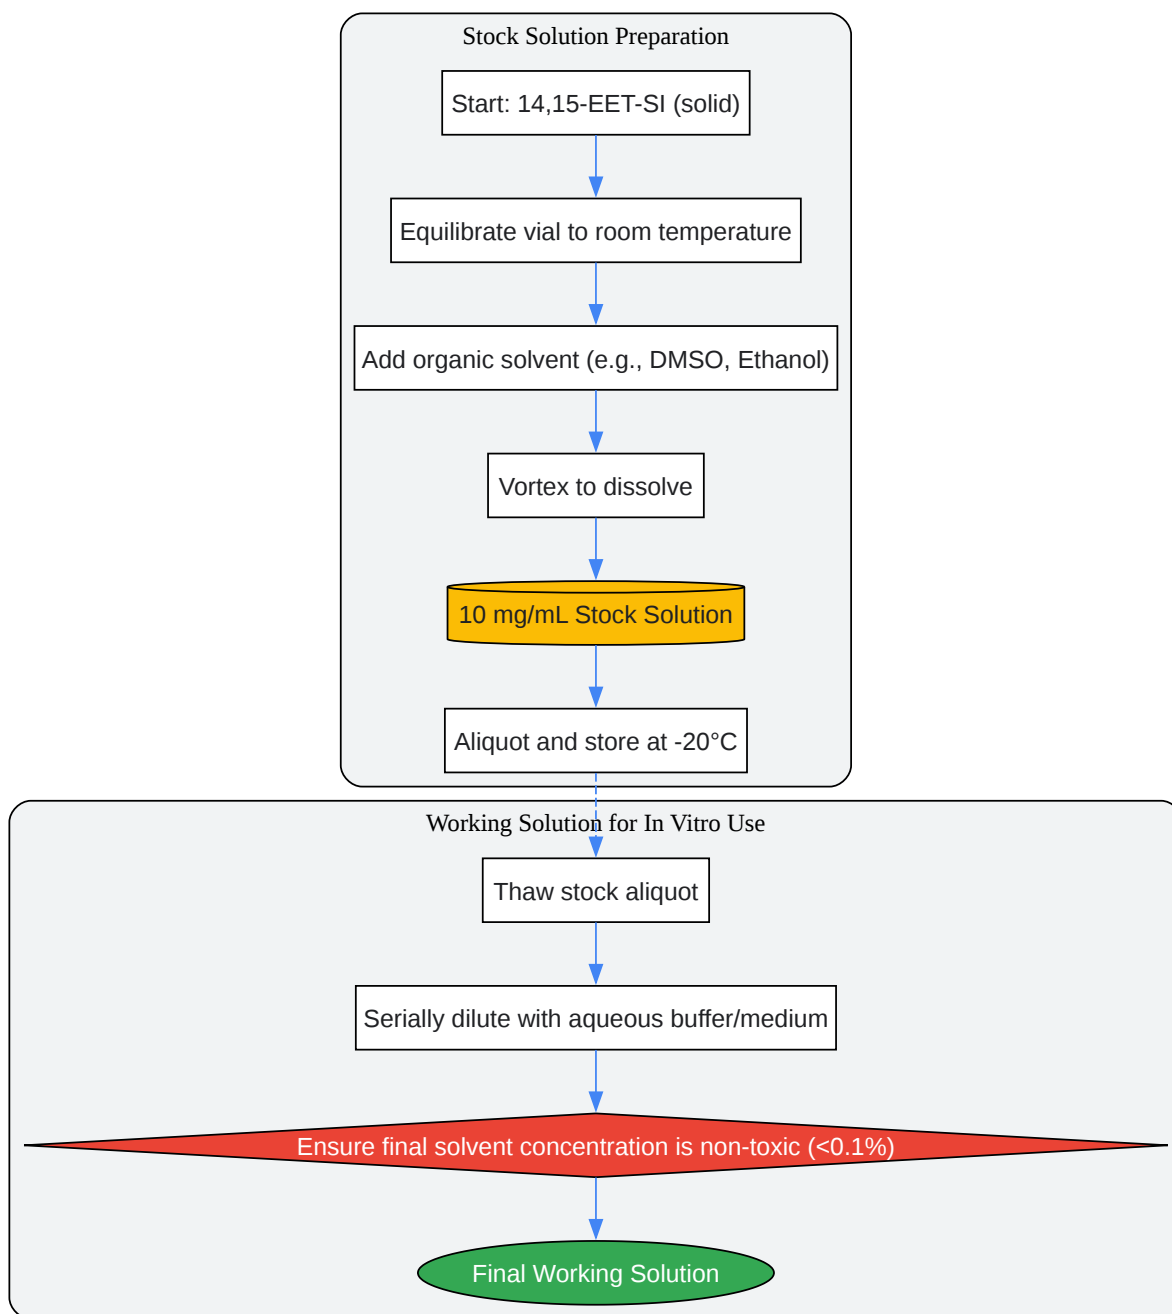 Stock Solution Preparation
Start: 14,15-EET-SI (solid)
Equilibrate vial to room temperature
Add organic solvent (e.g., DMSO, Ethanol)
Vortex to dissolve
10 mg/mL Stock Solution
Aliquot and store at -20°C
Working Solution for In Vitro Use
Thaw stock aliquot
Serially dilute with aqueous buffer/medium
Ensure final solvent concentration is non-toxic (<0.1%)
Final Working Solution